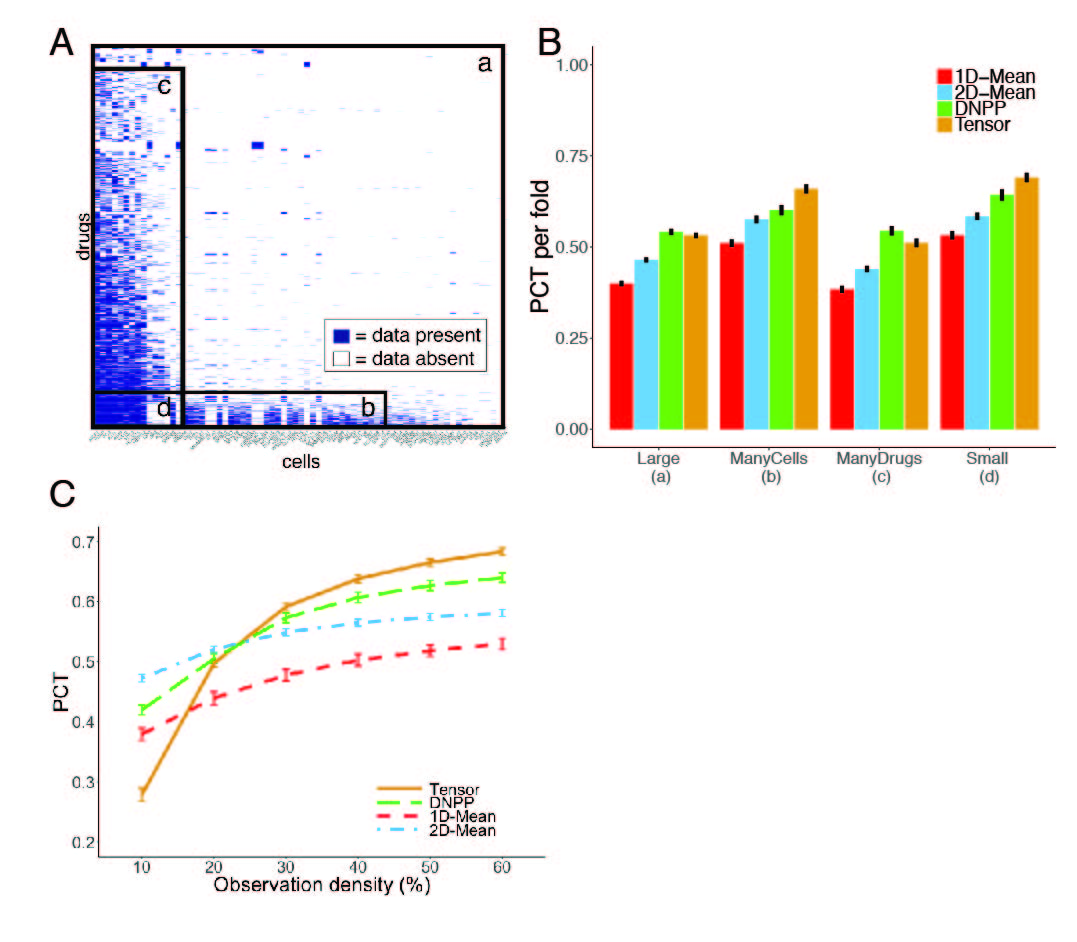 A
a
c
d
b
drugs
= data present
= data absent
cells
B
1.00
0.75
0.50
0.25
0.00
PCT per fold
1D-Mean
2D-Mean
DNPP
Tensor
Large
(a)
ManyCells
(b)
ManyDrugs
(c)
Small
(d)
C
0.7
0.6
0.5
0.4
0.3
0.2
PCT
Tensor
DNPP
1D-Mean
2D-Mean
10 20 30 40 50 60
Observation density (%)